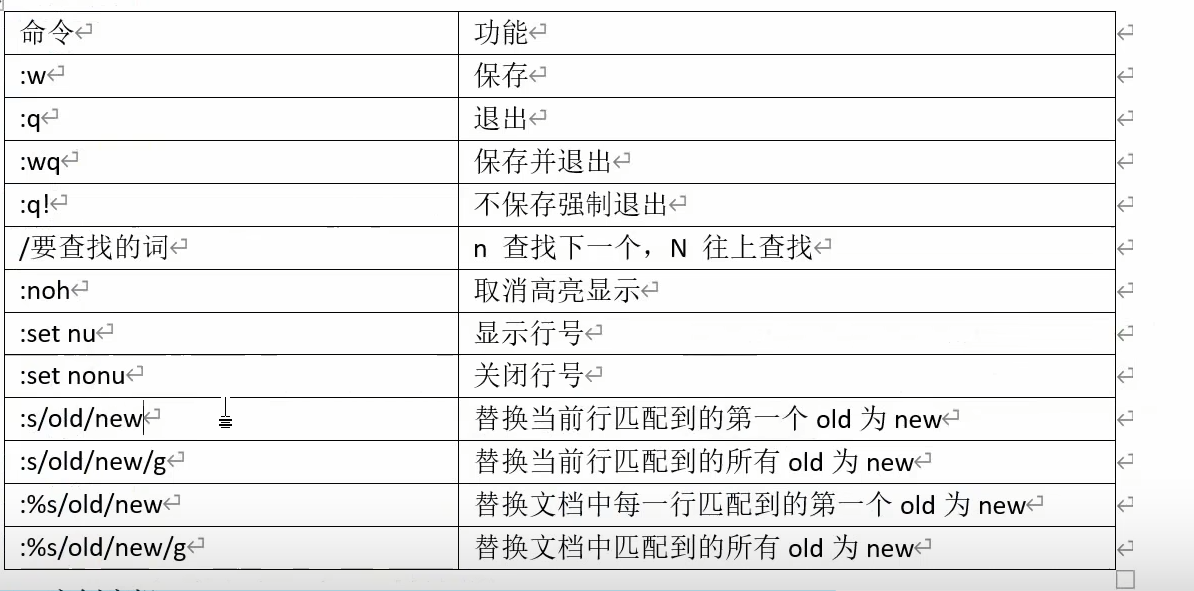 命令 功能
:w 保存
:q 退出
:wq 保存并退出
:q! 不保存强制退出
/要查找的词 n 查找下一个，N 往上查找
:noh 取消高亮显示
:set nu 显示行号
:set nonu 关闭行号
:s/old/new 替换当前行匹配到的第一个 old 为 new
:s/old/new/g 替换当前行匹配到的所有 old 为 new
:%s/old/new 替换文档中每一行匹配到的第一个 old 为 new
:%s/old/new/g 替换文档中匹配到的所有 old 为 new